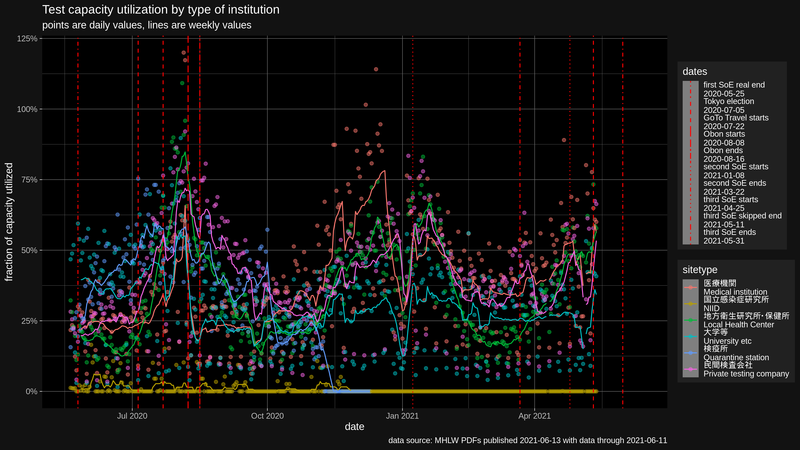 Test capacity utilization by type of institution
points are daily values, lines are weekly values
fraction of capacity utilized
125%
100%
75%
50%
25%
0%
Jul 2020
Oct 2020
Jan 2021
Apr 2021
date
data source: MHLW PDFs published 2021-06-13 with data through 2021-06-11
dates
first SoE real end
2020-05-25
Tokyo election
2020-07-05
GoTo Travel starts
2020-07-22
Obon starts
2020-08-08
Obon ends
2020-08-16
second SoE starts
2021-01-08
second SoE ends
2021-03-22
third SoE starts
2021-04-25
third SoE skipped end
2021-05-11
third SoE ends
2021-05-31
sitetype
医療機関
Medical institution
国立感染症研究所
NIID
地方衛生研究所・保健所
Local Health Center
大学等
University etc
検疫所
Quarantine station
民間検査会社
Private testing company